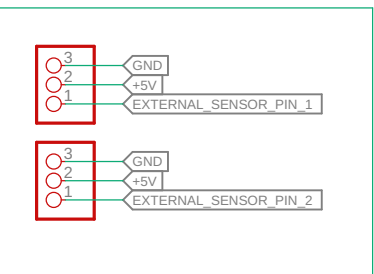 3 GND
2 +5V
1 EXTERNAL_SENSOR_PIN_1
3 GND
2 +5V
1 EXTERNAL_SENSOR_PIN_2